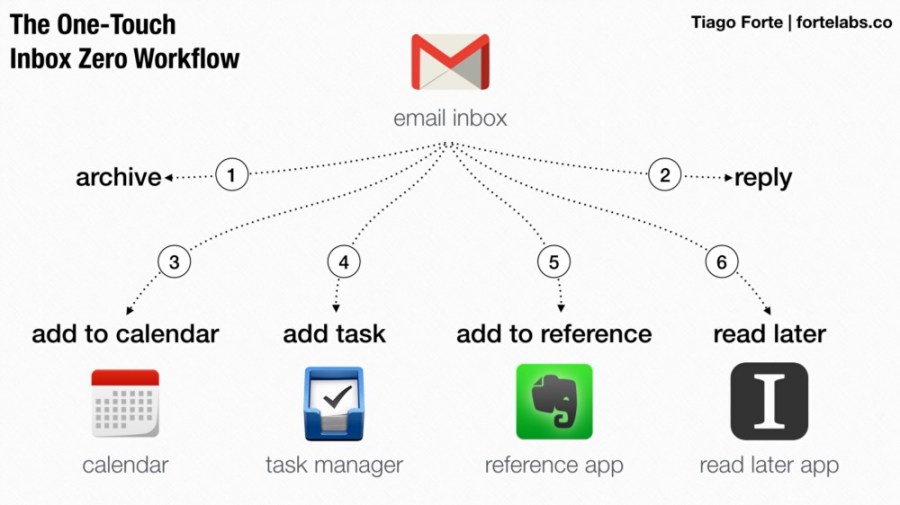 The One-Touch
Inbox Zero Workflow
Tiago Forte | fortelabs.co
email inbox
archive
1
2
reply
3
4
5
6
add to calendar
add task
add to reference
read later
I
calendar
task manager
reference app
read later app